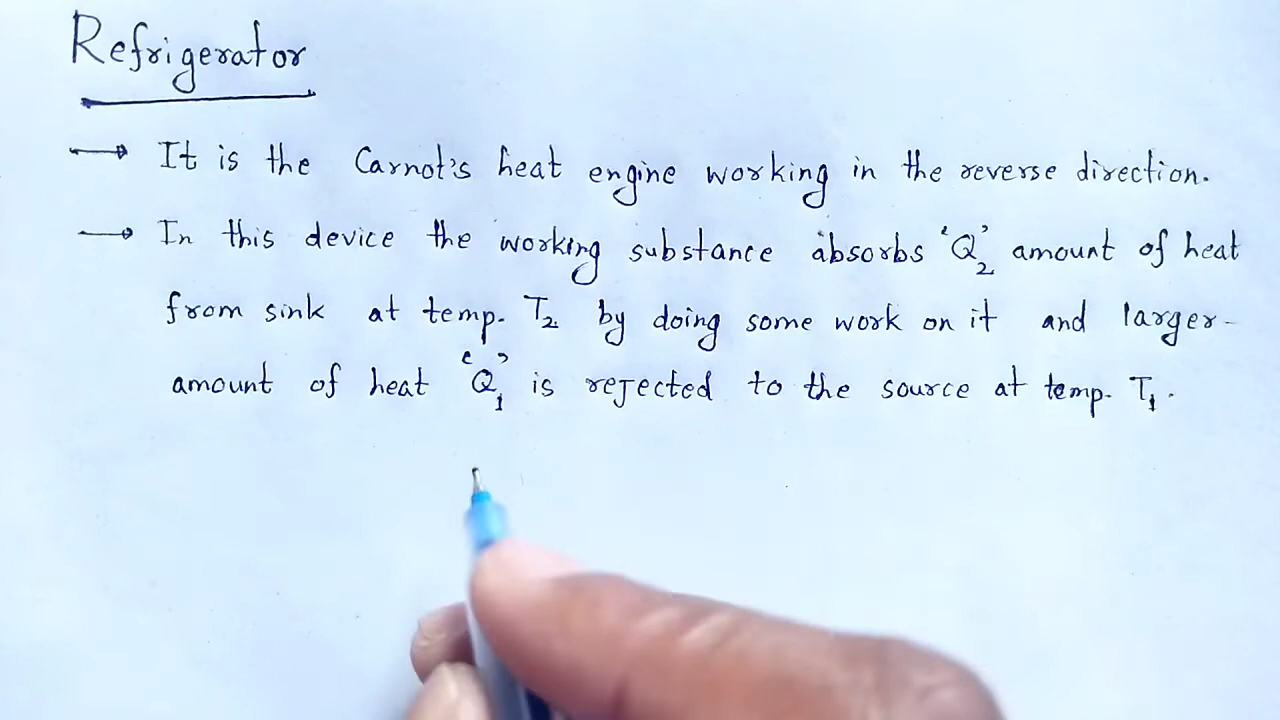 Refrigerator
→ It is the Carnot's heat engine working in the reverse direction.
→ In this device the working substance absorbs 'Q₂' amount of heat
from sink at temp. T₂ by doing some work on it and larger-
amount of heat 'Q₁' is rejected to the source at temp. T₁.